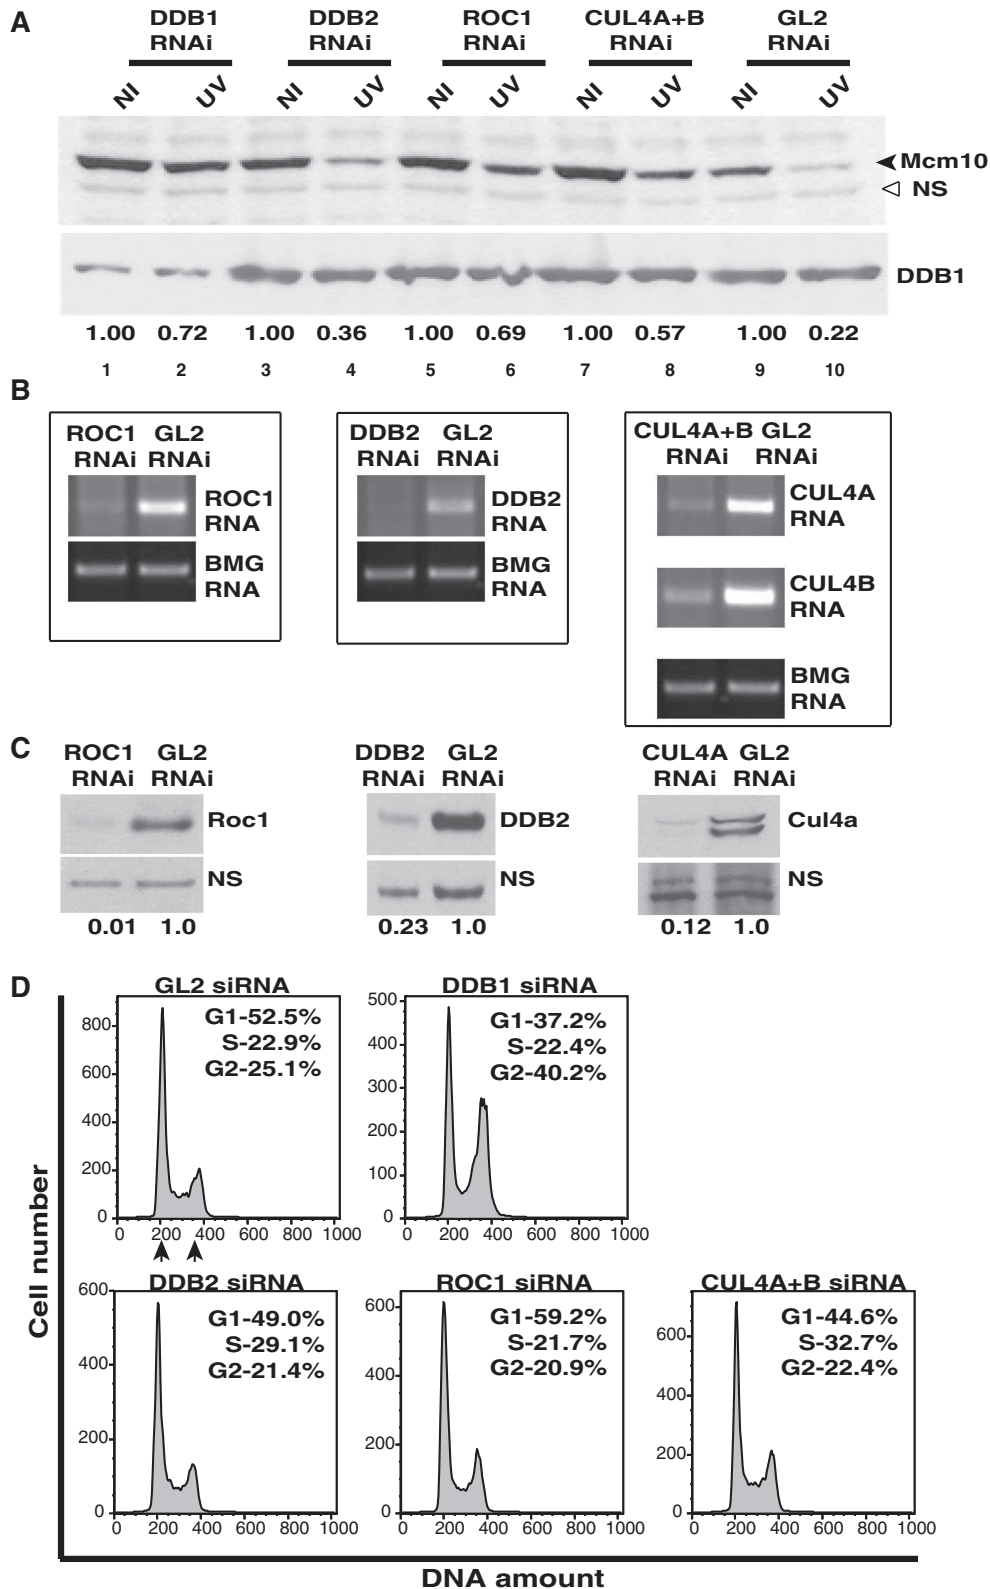 A
DDB1 RNAi
DDB2 RNAi
ROC1 RNAi
CUL4A+B RNAi
GL2 RNAi
NI UV NI UV NI UV NI UV NI UV
Mcm10
NS
DDB1
1.00 0.72 1.00 0.36 1.00 0.69 1.00 0.57 1.00 0.22
1 2 3 4 5 6 7 8 9 10
B
ROC1 GL2
RNAi RNAi
ROC1
RNA
BMG
RNA
DDB2 GL2
RNAi RNAi
DDB2
RNA
BMG
RNA
CUL4A+B GL2
RNAi RNAi
CUL4A
RNA
CUL4B
RNA
BMG
RNA
C
ROC1 GL2
RNAi RNAi
Roc1
NS
0.01 1.0
DDB2 GL2
RNAi RNAi
DDB2
NS
0.23 1.0
CUL4A GL2
RNAi RNAi
Cul4a
NS
0.12 1.0
D
Cell number
GL2 siRNA
G1-52.5%
S-22.9%
G2-25.1%
800
600
400
200
0
0 200 400 600 800 1000
DDB1 siRNA
G1-37.2%
S-22.4%
G2-40.2%
500
400
300
200
100
0
0 200 400 600 800 1000
DDB2 siRNA
G1-49.0%
S-29.1%
G2-21.4%
600
400
200
0
0 200 400 600 800 1000
ROC1 siRNA
G1-59.2%
S-21.7%
G2-20.9%
600
400
200
0
0 200 400 600 800 1000
CUL4A+B siRNA
G1-44.6%
S-32.7%
G2-22.4%
600
400
200
0
0 200 400 600 800 1000
DNA amount